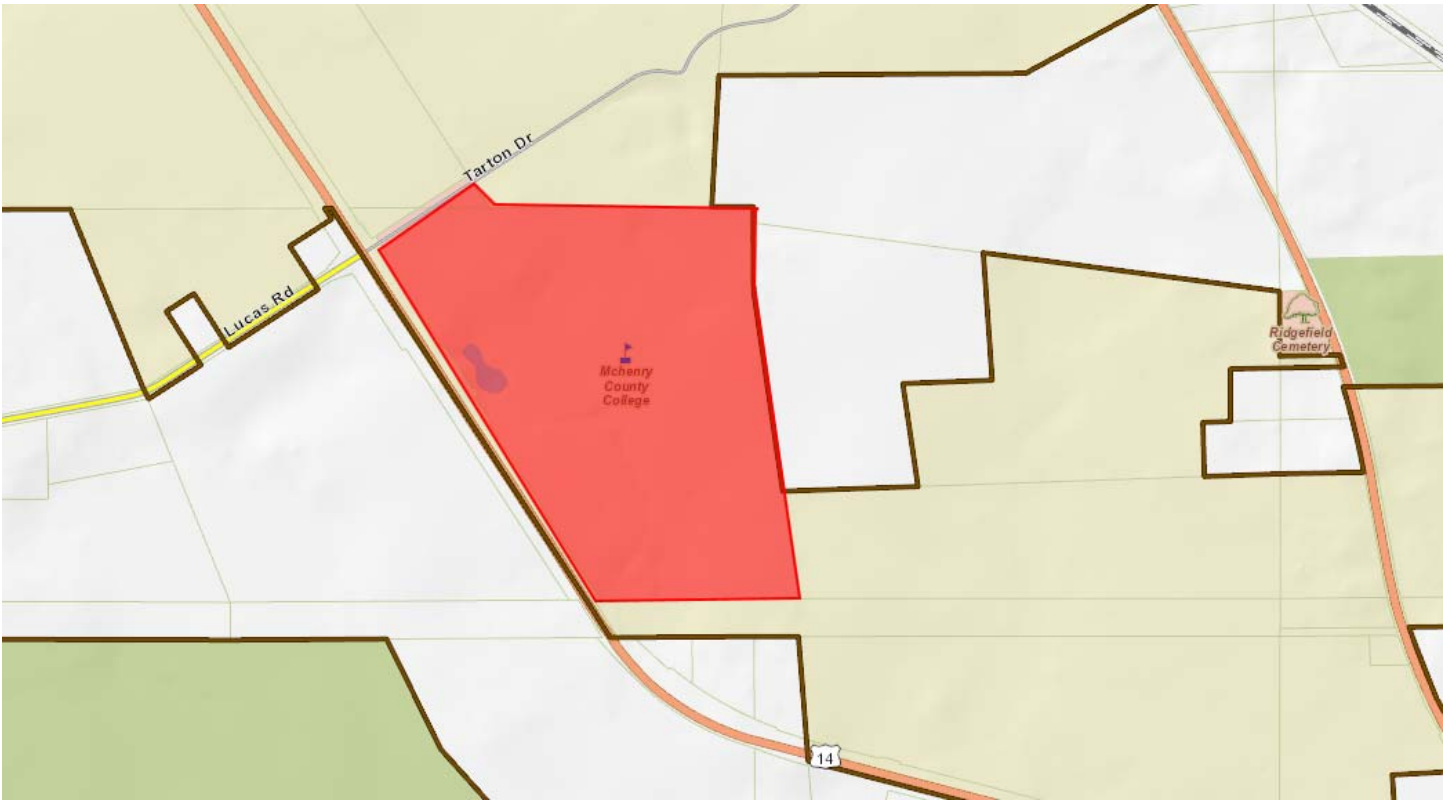 Tarton Dr
Lucas Rd
Ridgefield
Cemetery
Mchenry
County
College
14